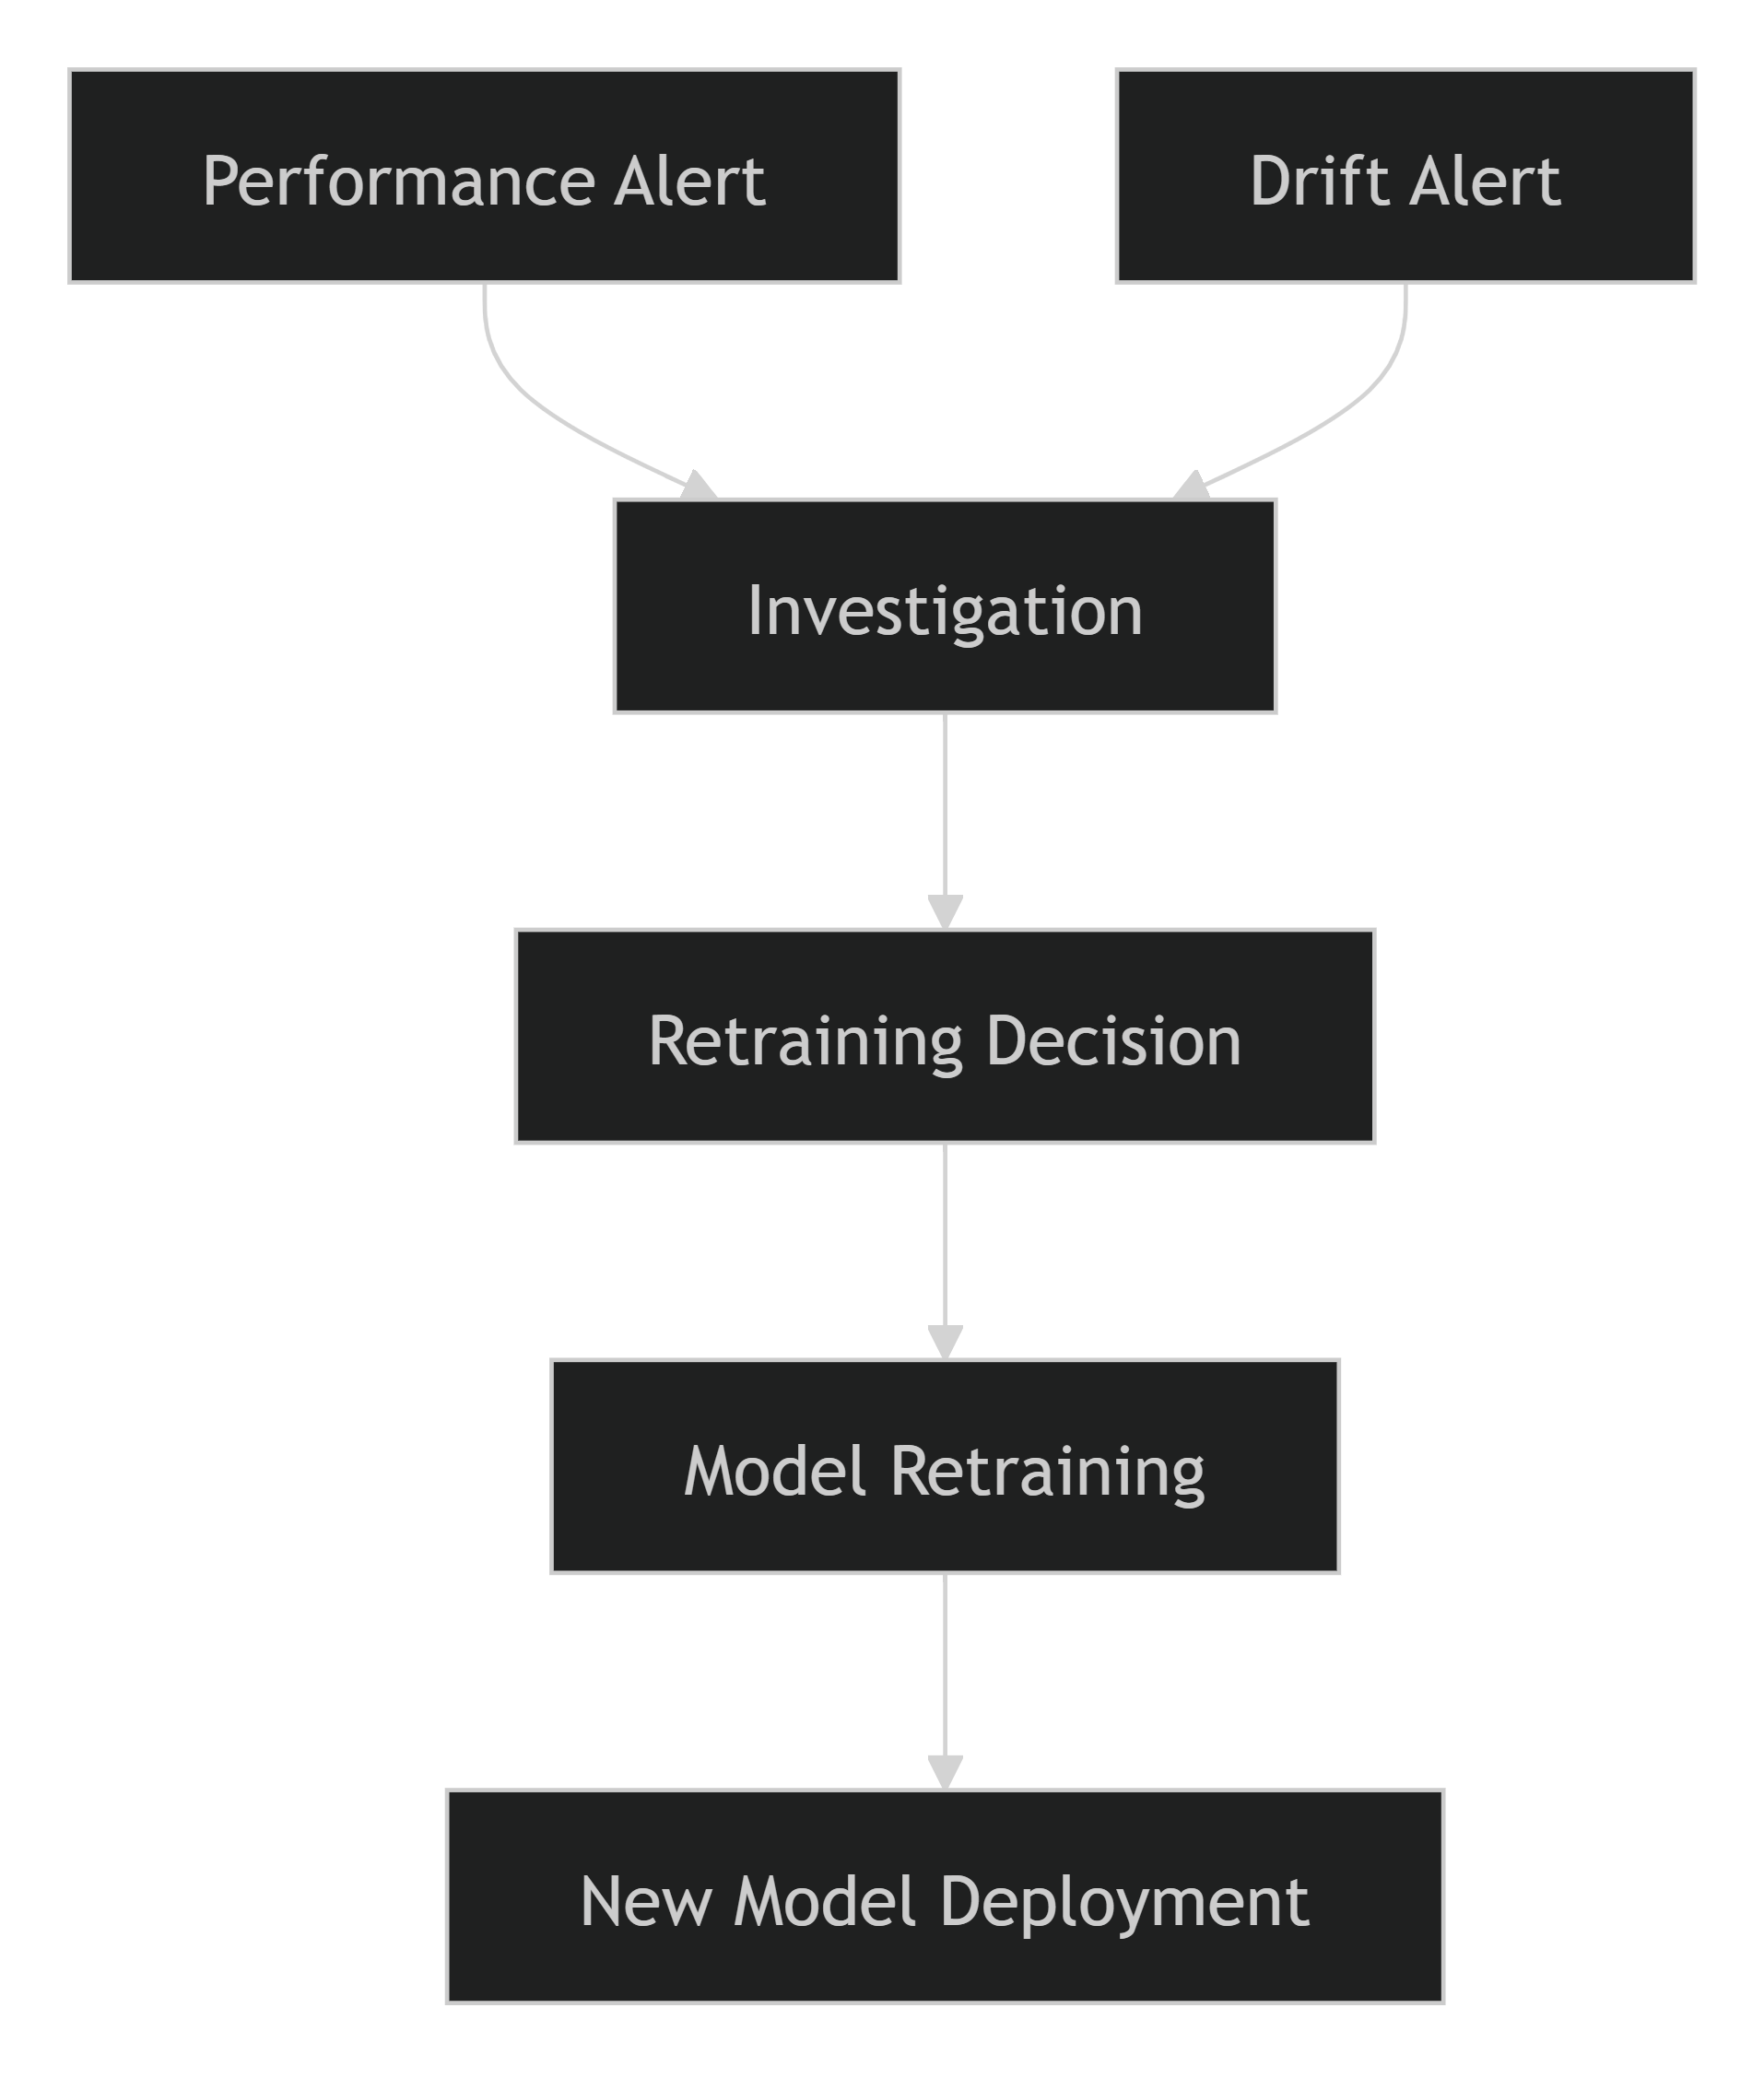 Performance Alert
Drift Alert
Investigation
Retraining Decision
Model Retraining
New Model Deployment